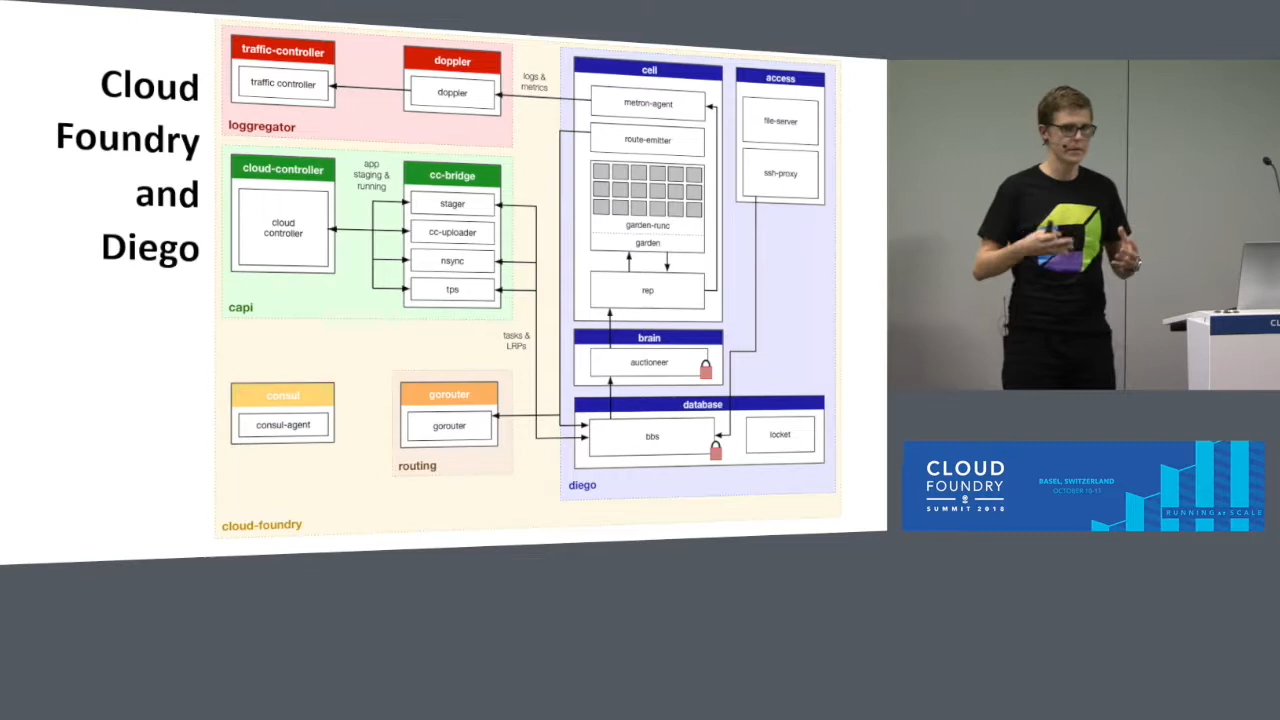 Cloud
Foundry
and
Diego
traffic-controller
traffic controller
doppler
doppler
loggregator
logs &
metrics
cloud-controller
cloud
controller
app
staging &
running
cc-bridge
stager
cc-uploader
nsync
tps
capi
tasks &
LRPs
consul
consul-agent
gorouter
gorouter
routing
cell
metron-agent
route-emitter
garden-runc
garden
rep
access
file-server
ssh-proxy
brain
auctioneer
database
bbs
locket
diego
cloud-foundry
CL
CLOUD
FOUNDRY
SUMMIT 2018
BASEL, SWITZERLAND
OCTOBER 10-11
RUNNING AT SCALE